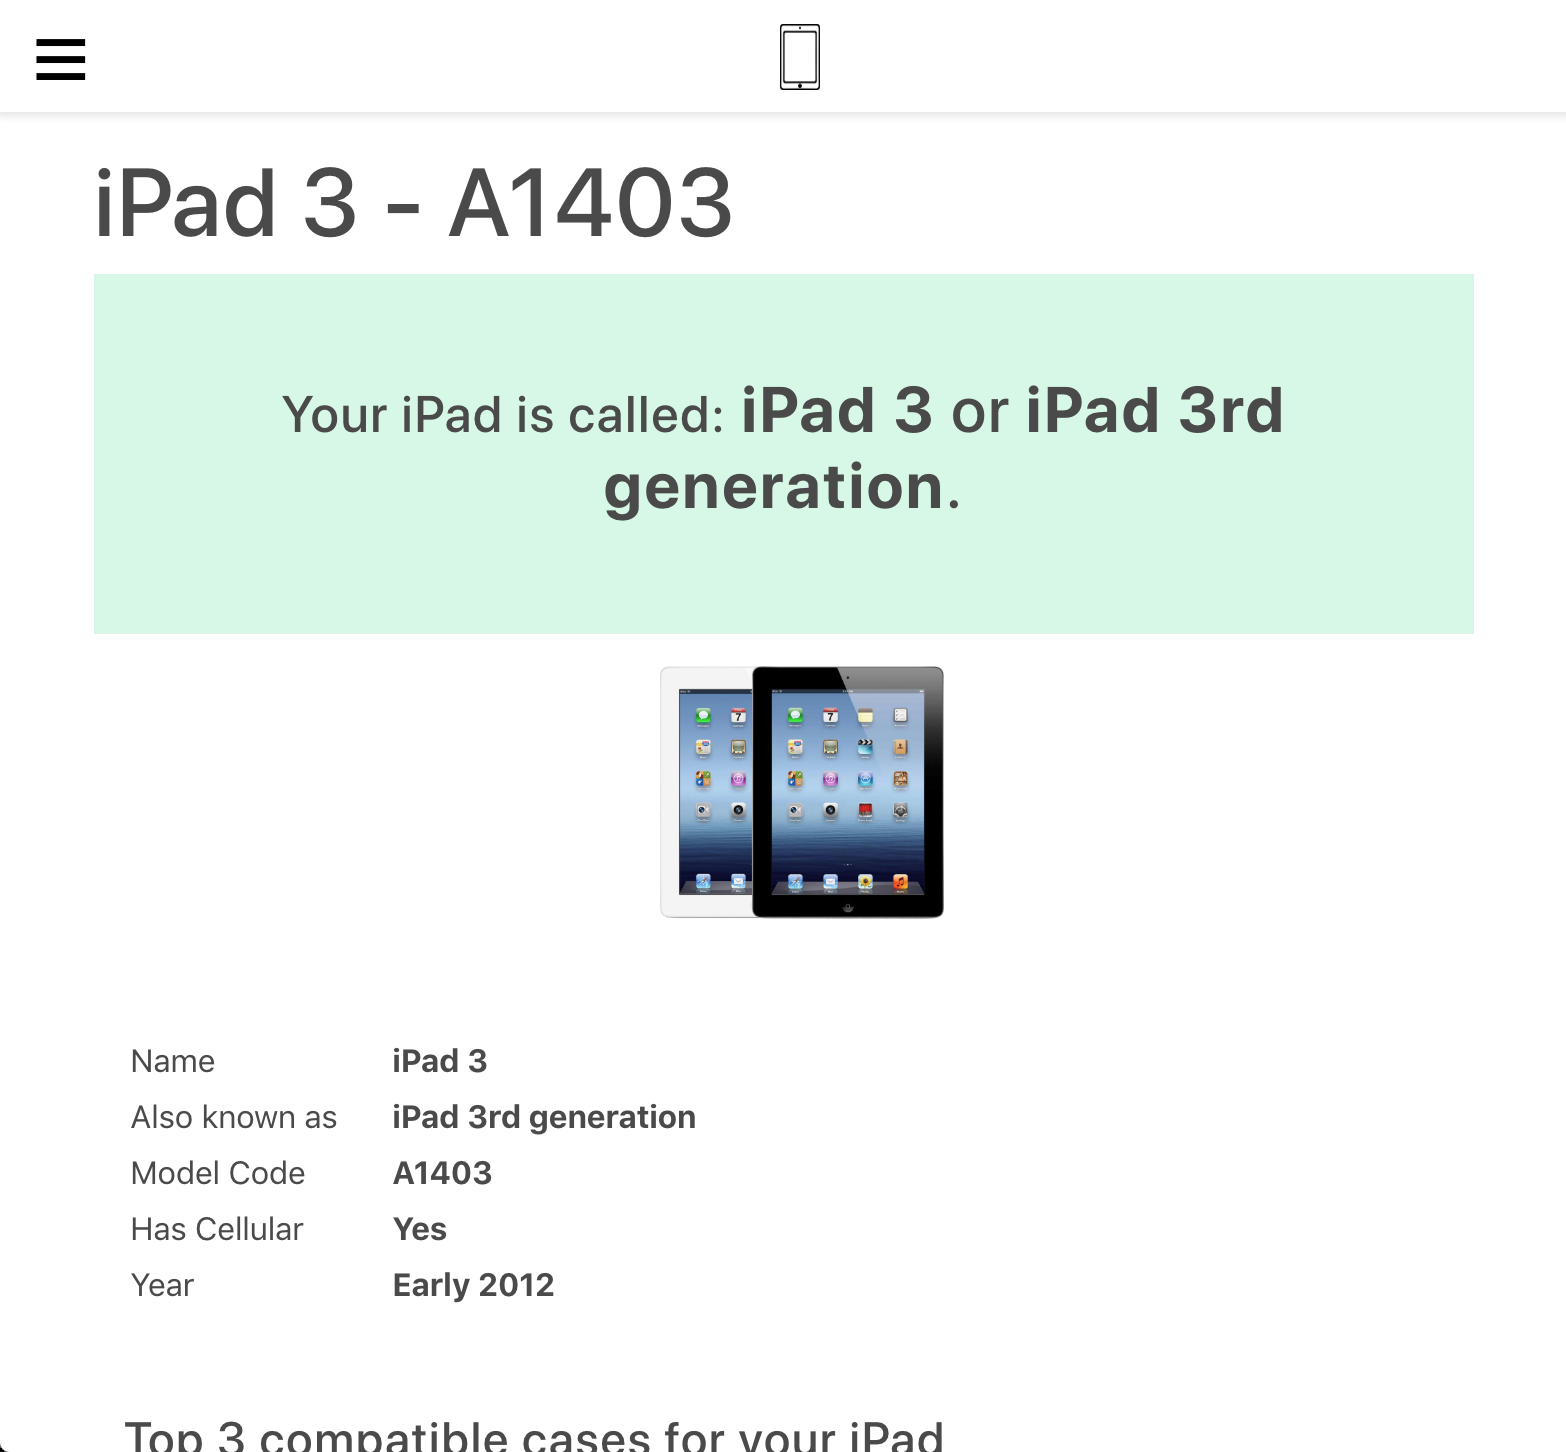 iPad 3 - A1403
Your iPad is called: iPad 3 or iPad 3rd
generation.
7
7
Name iPad 3
Also known as iPad 3rd generation
Model Code A1403
Has Cellular Yes
Year Early 2012
Top 3 compatible cases for your iPad